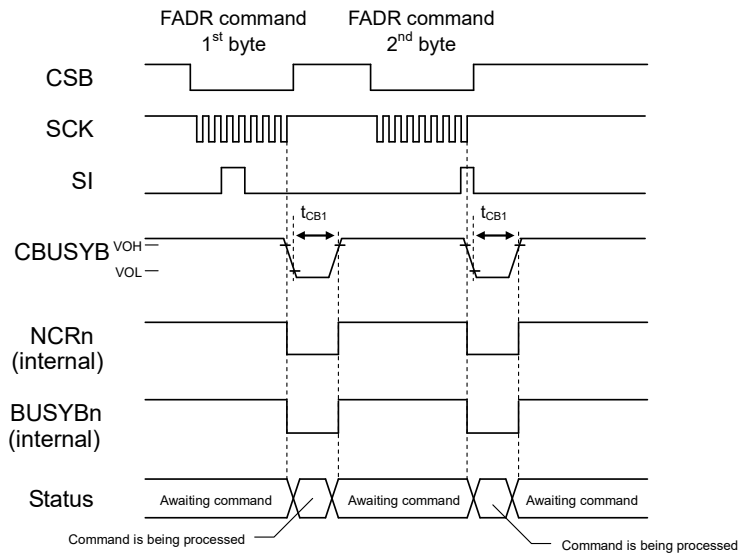 FADR command
1st byte
FADR command
2nd byte
CSB
SCK
SI
tCB1
tCB1
CBUSYB
VOH
VOL
NCRn
(internal)
BUSYBn
(internal)
Status
Awaiting command
Awaiting command
Awaiting command
Command is being processed
Command is being processed